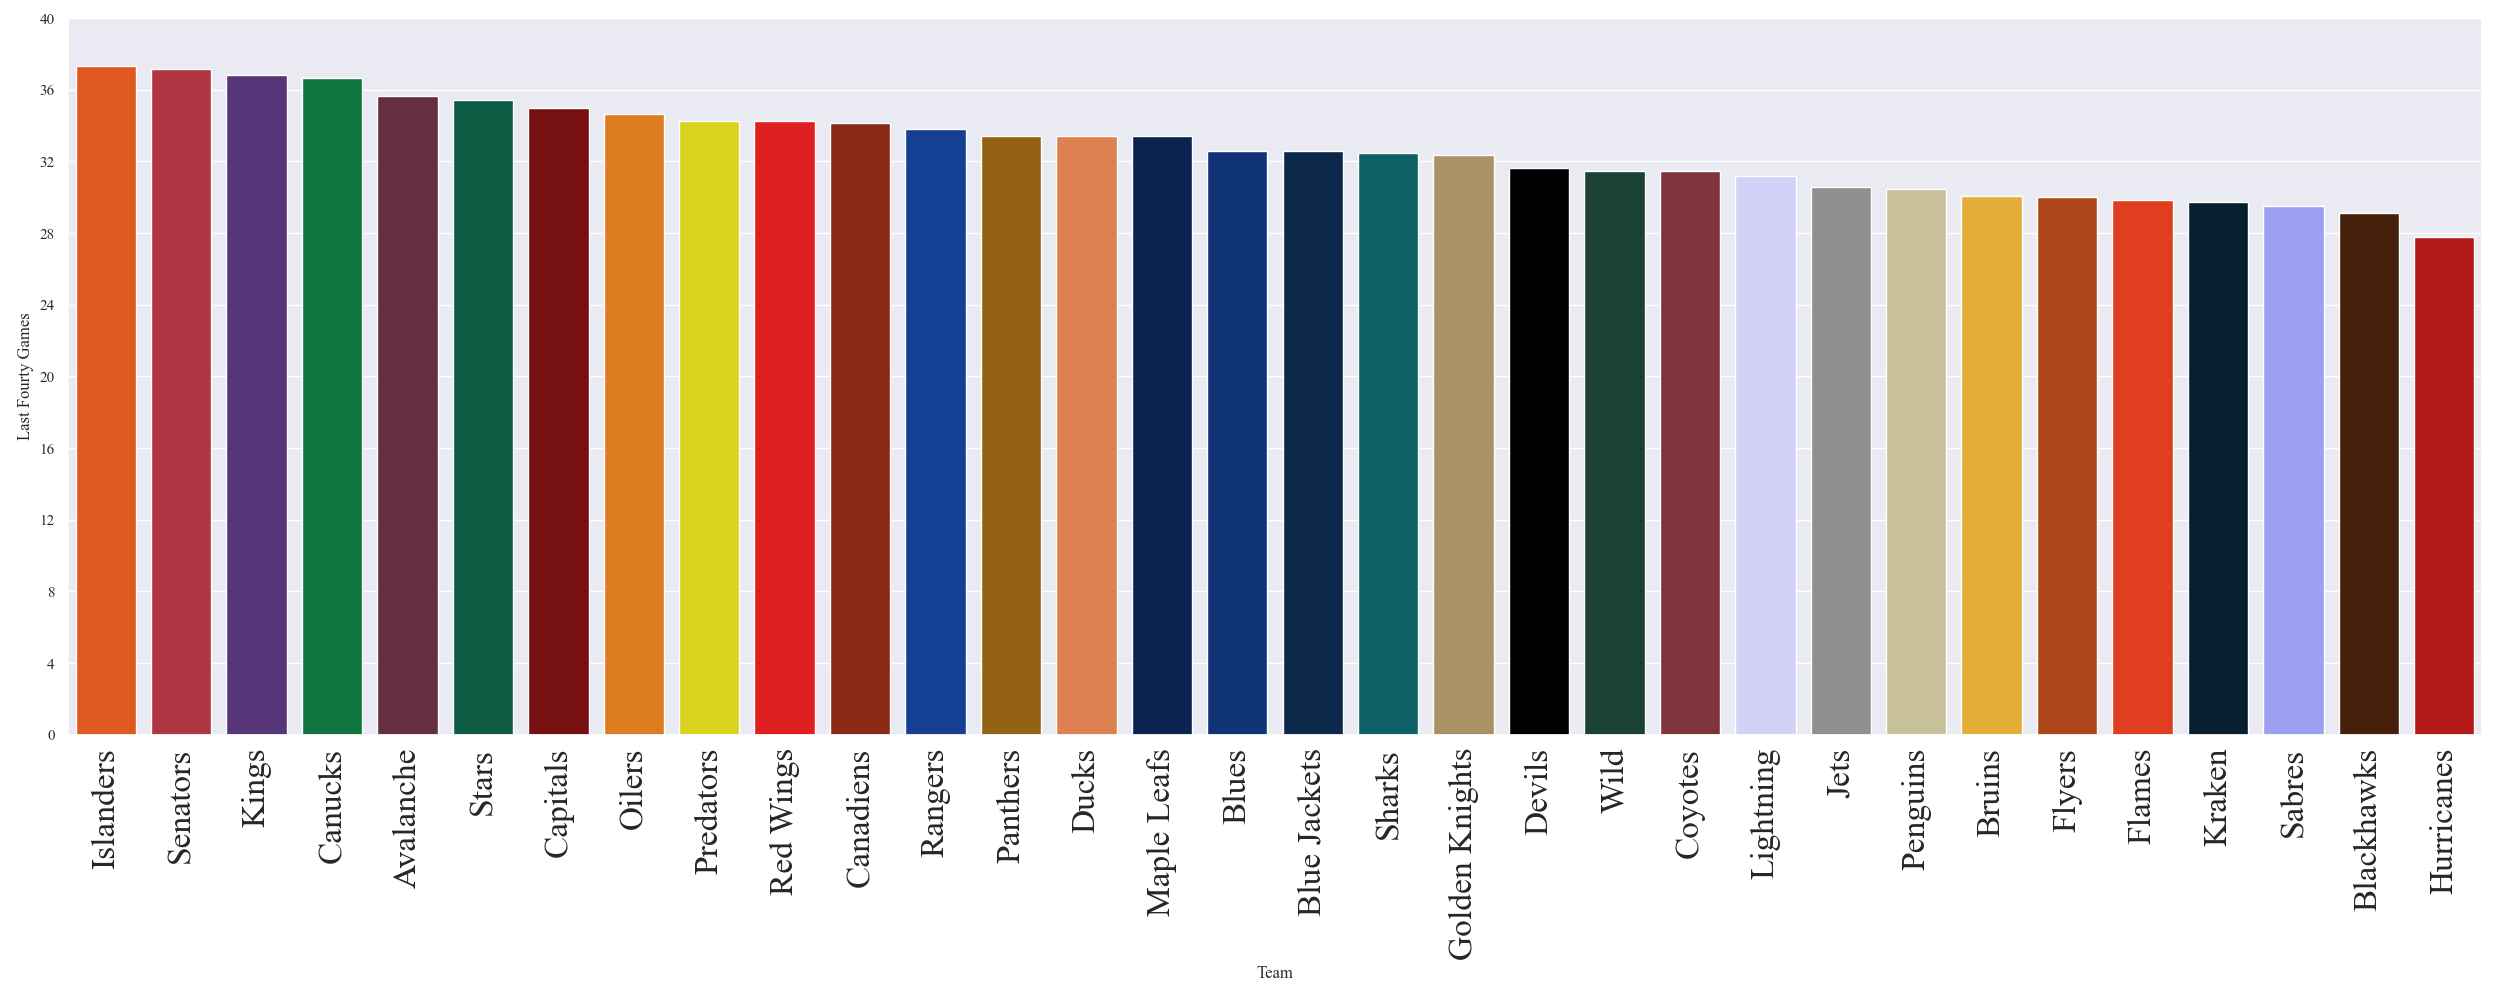 40
36
32
28
24
20
16
12
8
4
0
Last Fourty Games
Islanders
Senators
Kings
Canucks
Avalanche
Stars
Capitals
Oilers
Predators
Red Wings
Canadiens
Rangers
Panthers
Ducks
Maple Leafs
Blues
Blue Jackets
Sharks
Golden Knights
Devils
Wild
Coyotes
Lightning
Jets
Penguins
Bruins
Flyers
Flames
Kraken
Sabres
Blackhawks
Hurricanes
Team